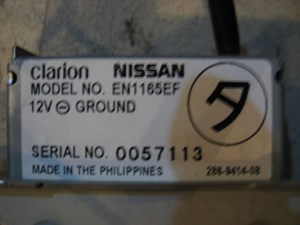 clarion NISSAN
MODEL NO. EN1165EF
12V ⊖ GROUND
タ
SERIAL NO. 0057113
MADE IN THE PHILIPPINES 286-9414-08